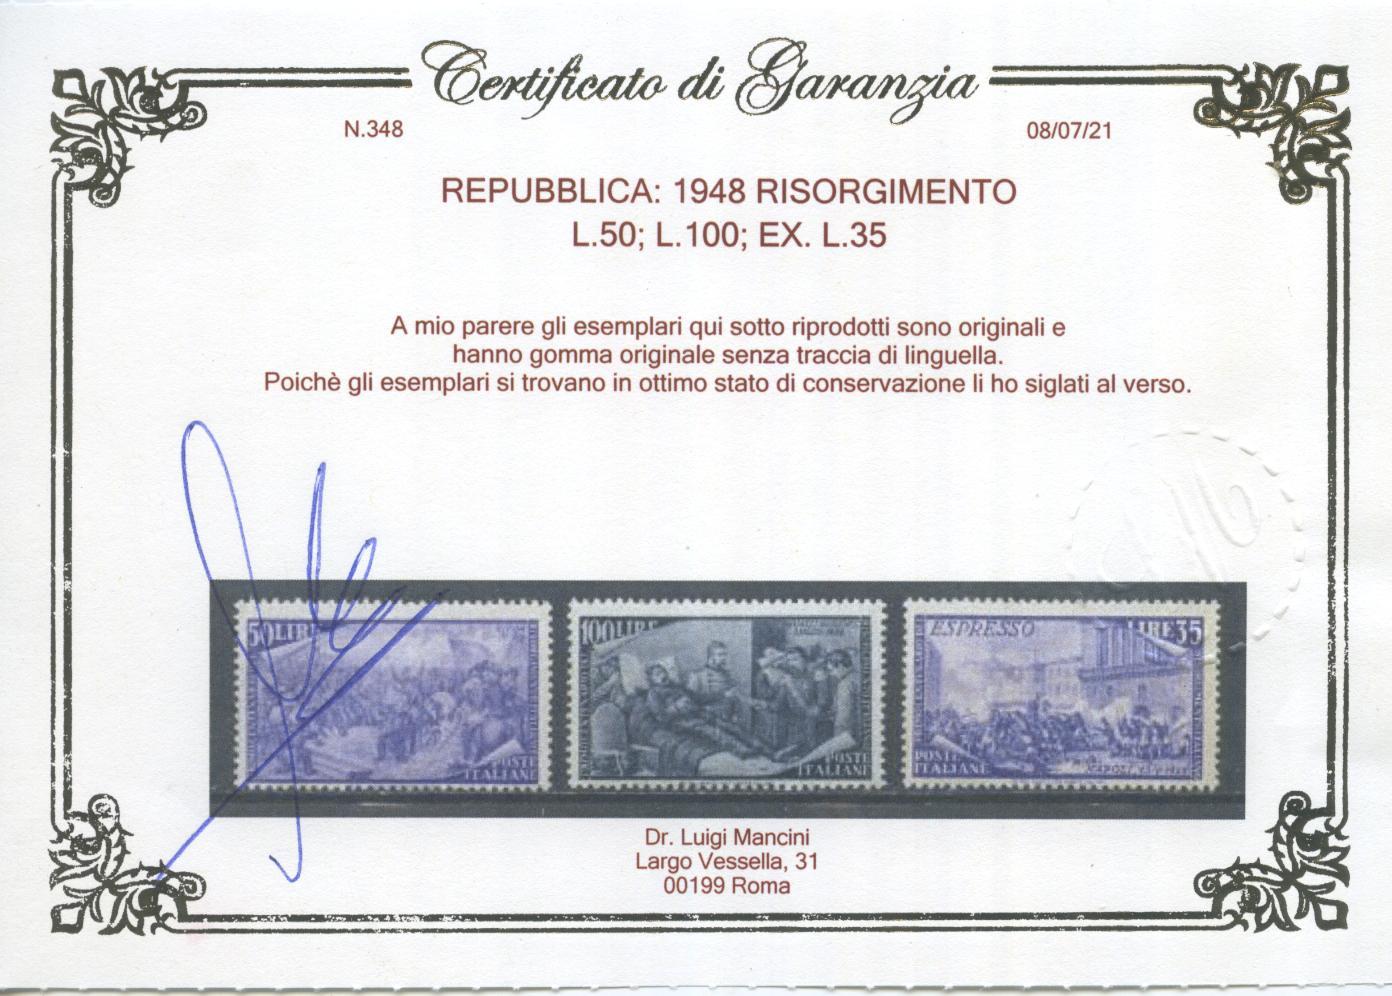 Certificato di Garanzia
N.348
08/07/21
REPUBBLICA: 1948 RISORGIMENTO
L.50; L.100; EX. L.35
A mio parere gli esemplari qui sotto riprodotti sono originali e
hanno gomma originale senza traccia di linguella.
Poichè gli esemplari si trovano in ottimo stato di conservazione li ho siglati al verso.
50 LIRE
POSTE
ITALIANE
100 LIRE
POSTE
ITALIANE
ESPRESSO
LIRE 35
POSTE
ITALIANE
NAPOLI
Dr. Luigi Mancini
Largo Vessella, 31
00199 Roma